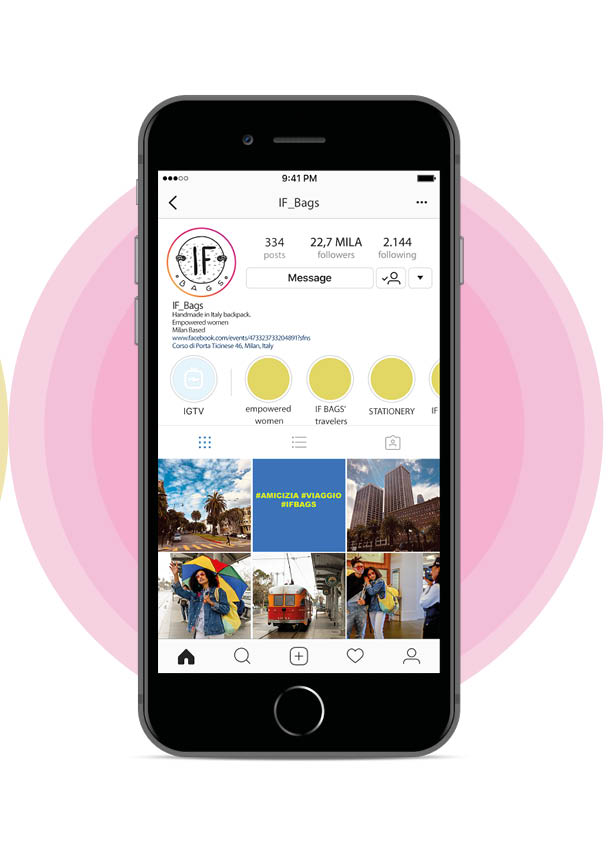 9:41 PM
IF_Bags
IF
BAGS
334
posts
22,7 MILA
followers
2.144
following
Message
IF_Bags
Handmade in Italy backpack.
Empowered women
Milan Based
www.facebook.com/events/473323733204891?sfns
Corso di Porta Ticinese 46, Milan, Italy
IGTV
empowered
women
IF BAGS'
travelers
STATIONERY
IF
#AMICIZIA #VIAGGIO
#IFBAGS